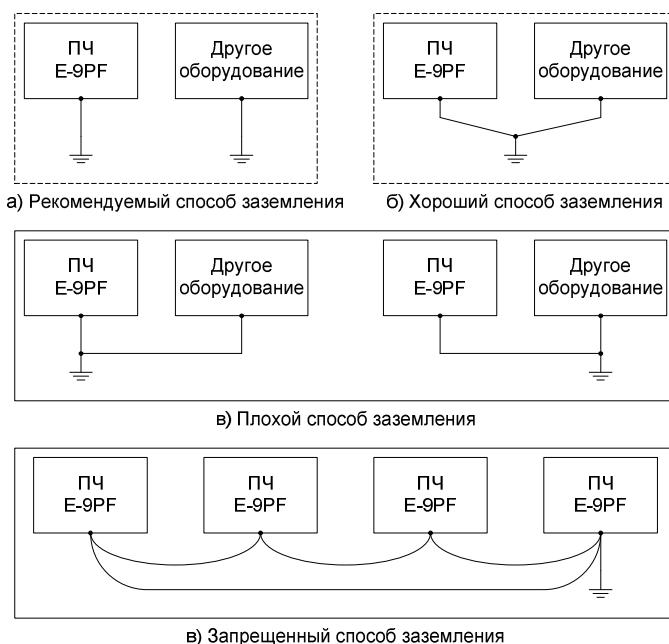 ПЧ
E-9PF
Другое
оборудование
ПЧ
E-9PF
Другое
оборудование
а) Рекомендуемый способ заземления
б) Хороший способ заземления
ПЧ
E-9PF
Другое
оборудование
ПЧ
E-9PF
Другое
оборудование
в) Плохой способ заземления
ПЧ
E-9PF
ПЧ
E-9PF
ПЧ
E-9PF
ПЧ
E-9PF
в) Запрещенный способ заземления